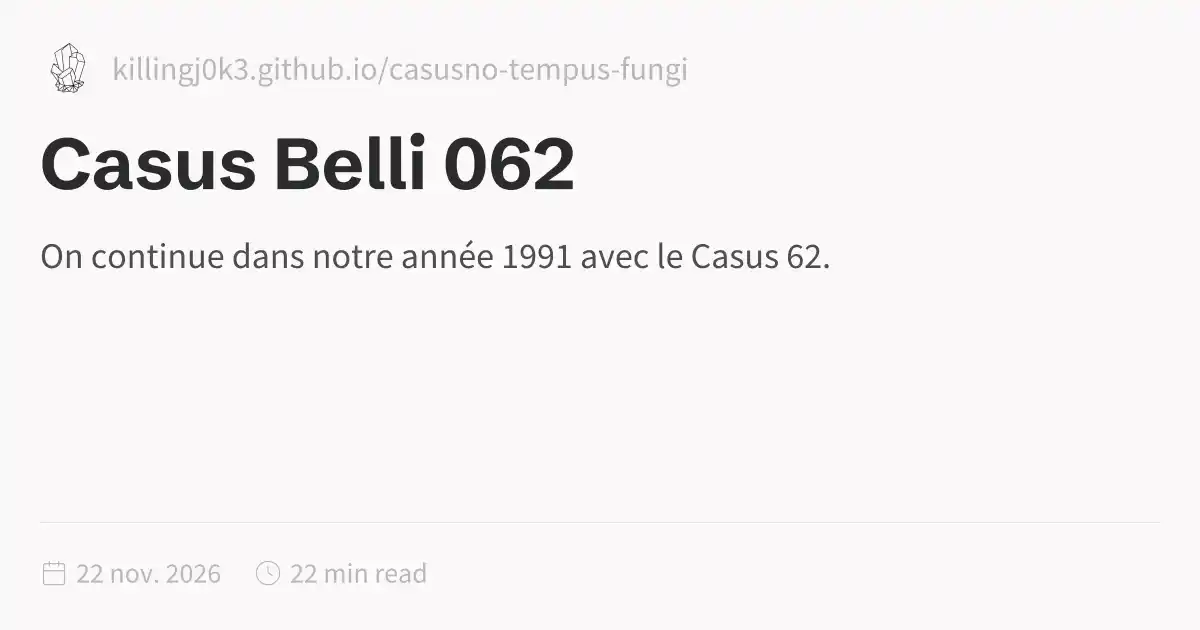 killingj0k3.github.io/casusno-tempus-fungi
Casus Belli 062
On continue dans notre année 1991 avec le Casus 62.
22 nov. 2026 22 min read